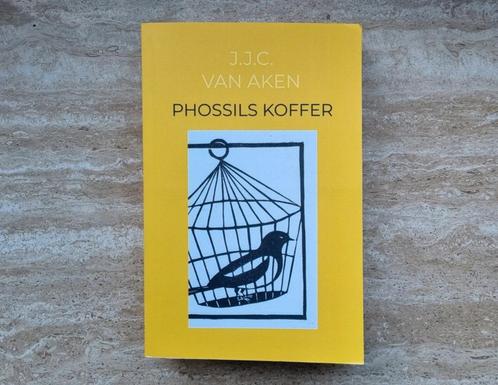 J.J.C.
VAN AKEN
PHOSSILS KOFFER